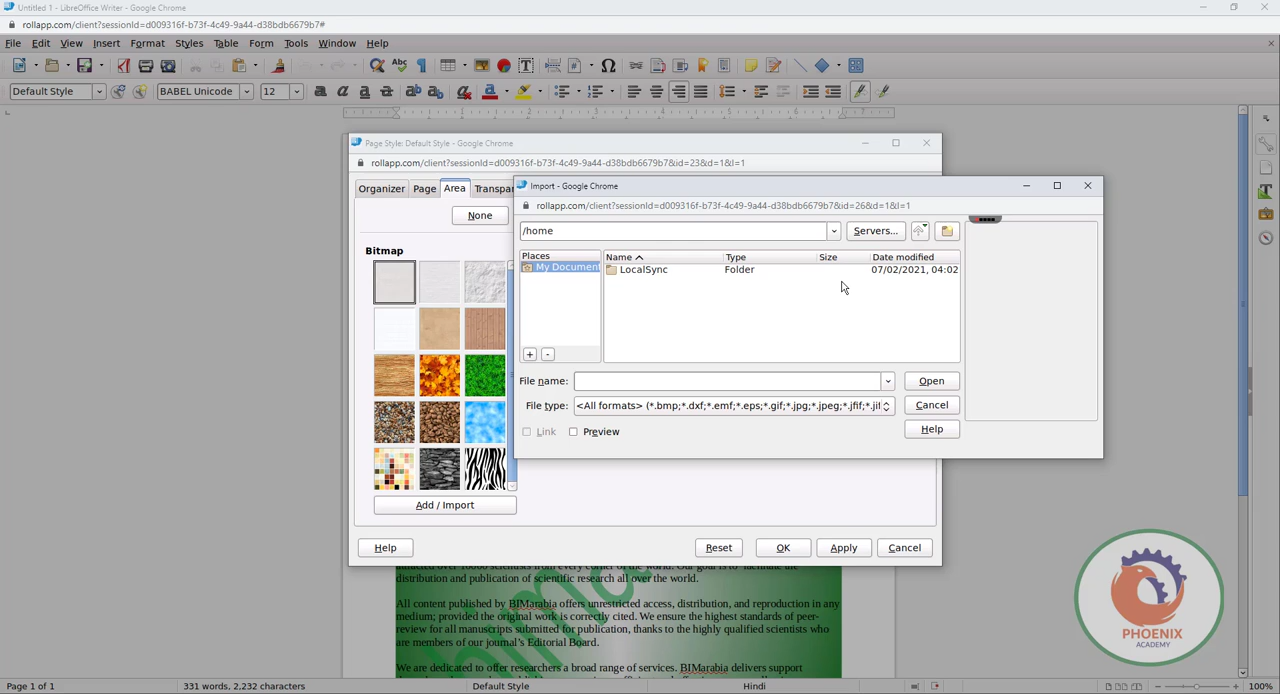 Untitled 1 - LibreOffice Writer - Google Chrome
rollapp.com/client?sessionId=d009316f-b73f-4c49-9a44-d38bdb6679b7#
File Edit View Insert Format Styles Table Form Tools Window Help
Default Style BABEL Unicode 12
Page Style: Default Style - Google Chrome
rollapp.com/client?sessionId=d009316f-b73f-4c49-9a44-d38bdb6679b7&id=23&d=1&l=1
Organizer Page Area Transpar
None
Bitmap
Add / Import
Help Reset OK Apply Cancel
Import - Google Chrome
rollapp.com/client?sessionId=d009316f-b73f-4c49-9a44-d38bdb6679b7&id=26&d=1&l=1
/home Servers...
Places Name Type Size Date modified
My Document LocalSync Folder 07/02/2021, 04:02
File name: Open
File type: <All formats> (*.bmp;*.dxf;*.emf;*.eps;*.gif;*.jpg;*.jpeg;*.jfif;*.jif Cancel
Link Preview Help
distribution and publication of scientific research all over the world.
All content published by BIMarabia offers unrestricted access, distribution, and reproduction in any
medium; provided the original work is correctly cited. We ensure the highest standards of peer-
review for all manuscripts submitted for publication, thanks to the highly qualified scientists who
are members of our journal's Editorial Board.
We are dedicated to offer researchers a broad range of services. BIMarabia delivers support
PHOENIX
ACADEMY
Page 1 of 1 331 words, 2,232 characters Default Style Hindi 100%